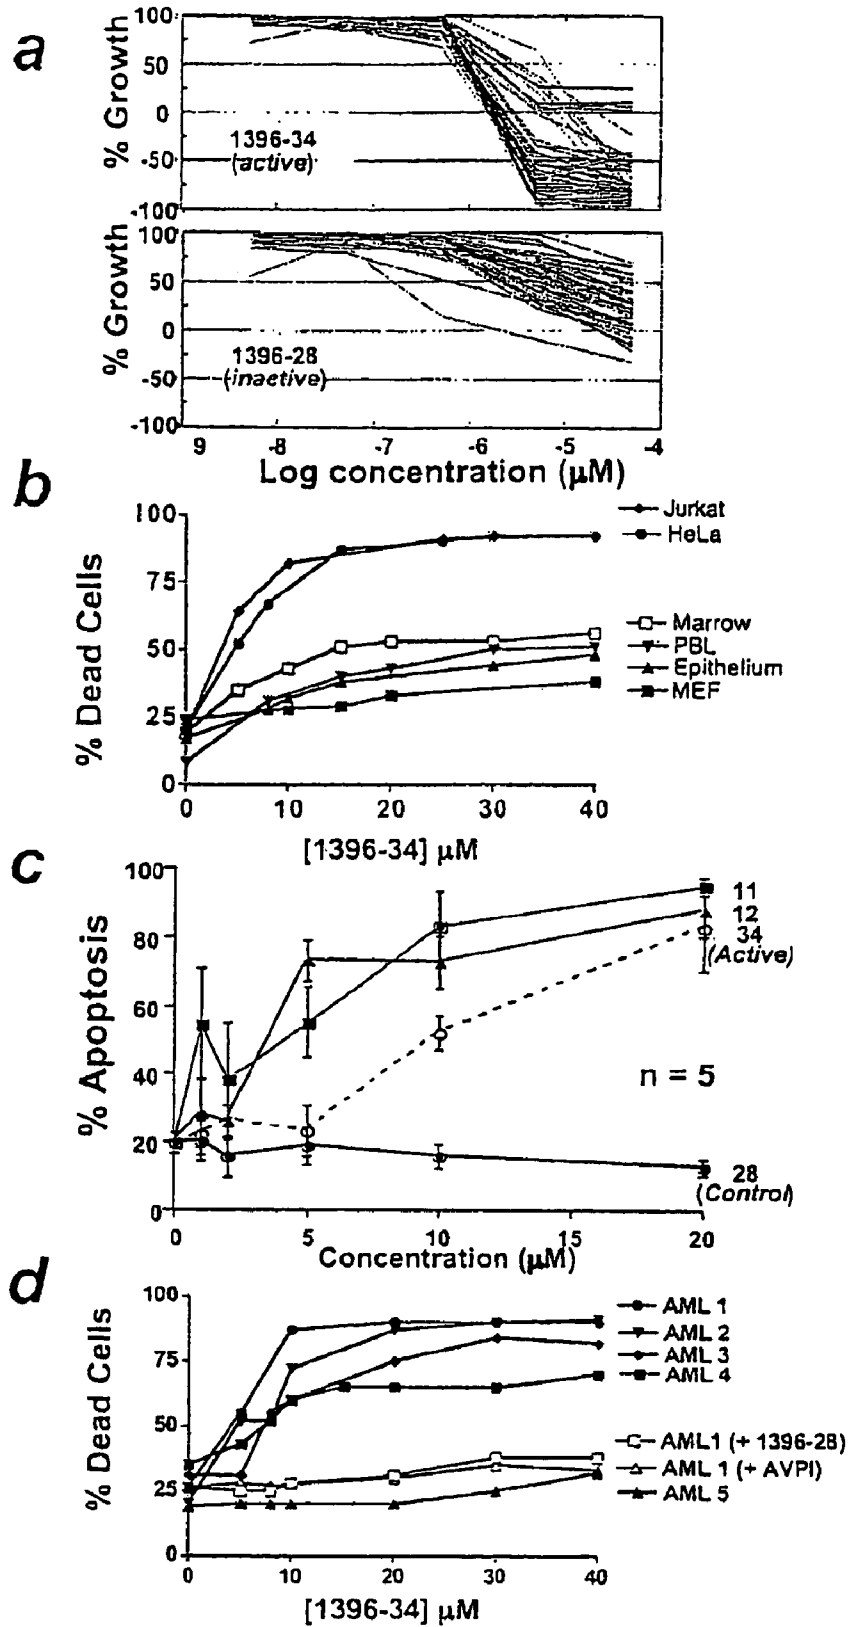 a
% Growth
100
50
0
-50
-100
1396-34
(active)
% Growth
100
50
0
-50
-100
1396-28
(inactive)
9 -8 -7 -6 -5 -4
Log concentration (µM)
b
% Dead Cells
100
75
50
25
0
0 10 20 30 40
[1396-34] µM
Jurkat
HeLa
Marrow
PBL
Epithelium
MEF
c
% Apoptosis
100
80
60
40
20
0
0 5 10 15 20
Concentration (µM)
11
12
34
(Active)
n = 5
28
(Control)
d
% Dead Cells
100
75
50
25
0
0 10 20 30 40
[1396-34] µM
AML 1
AML 2
AML 3
AML 4
AML1 (+ 1396-28)
AML 1 (+ AVPI)
AML 5